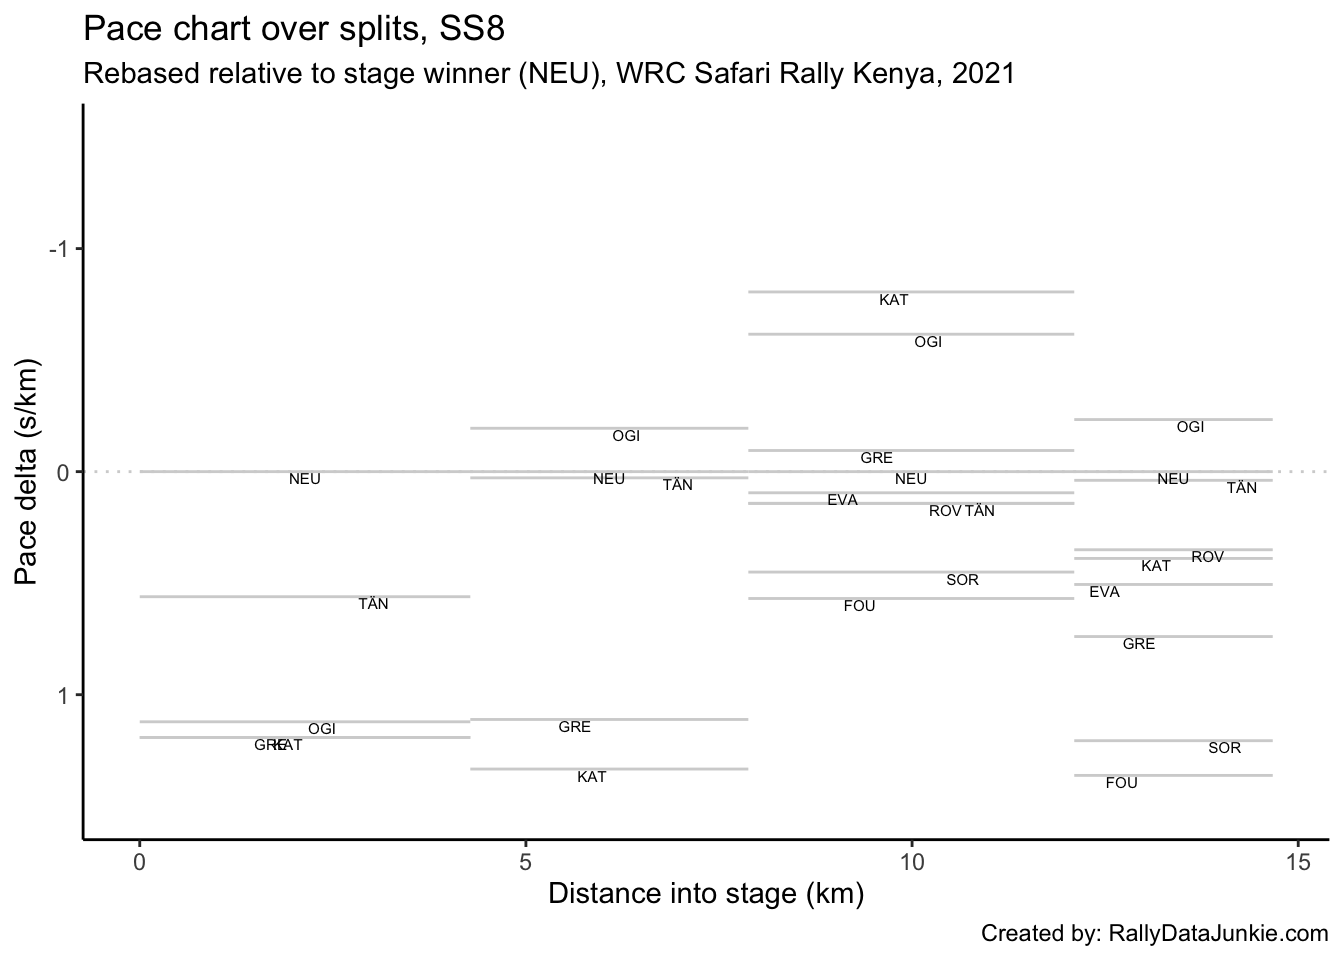 Pace chart over splits, SS8
Rebased relative to stage winner (NEU), WRC Safari Rally Kenya, 2021
Pace delta (s/km)
-1
0
1
KAT
OGI
OGI
OGI
GRE
NEU
NEU
TÄN
NEU
NEU
TÄN
EVA
ROV TÄN
ROV
KAT
SOR
EVA
TÄN
FOU
GRE
OGI
GRE
GRE
KAT
SOR
KAT
FOU
0
5
10
15
Distance into stage (km)
Created by: RallyDataJunkie.com